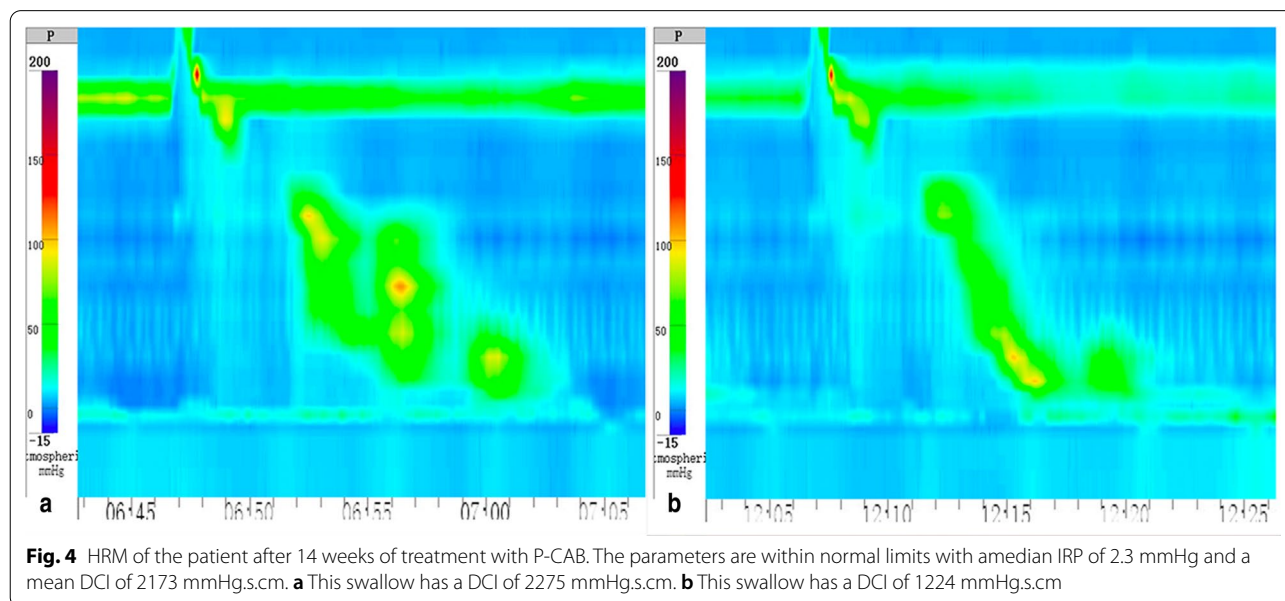 P
200
150
100
50
0
-15
tmospheri
mmHg
a
06:45
06:50
06:55
07:00
07:05
P
200
150
100
50
0
-15
tmospheri
mmHg
b
12:05
12:10
12:15
12:20
12:25
Fig. 4 HRM of the patient after 14 weeks of treatment with P-CAB. The parameters are within normal limits with amedian IRP of 2.3 mmHg and a
mean DCI of 2173 mmHg.s.cm. a This swallow has a DCI of 2275 mmHg.s.cm. b This swallow has a DCI of 1224 mmHg.s.cm